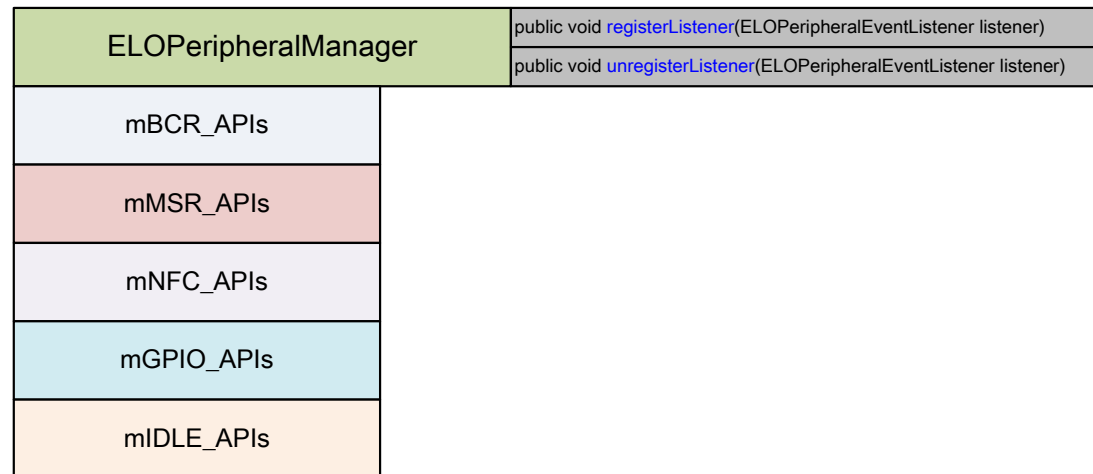 ELOPeripheralManager
public void registerListener(ELOPeripheralEventListener listener)
public void unregisterListener(ELOPeripheralEventListener listener)
mBCR_APIs
mMSR_APIs
mNFC_APIs
mGPIO_APIs
mIDLE_APIs